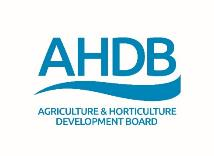 AHDB
AGRICULTURE & HORTICULTURE
DEVELOPMENT BOARD